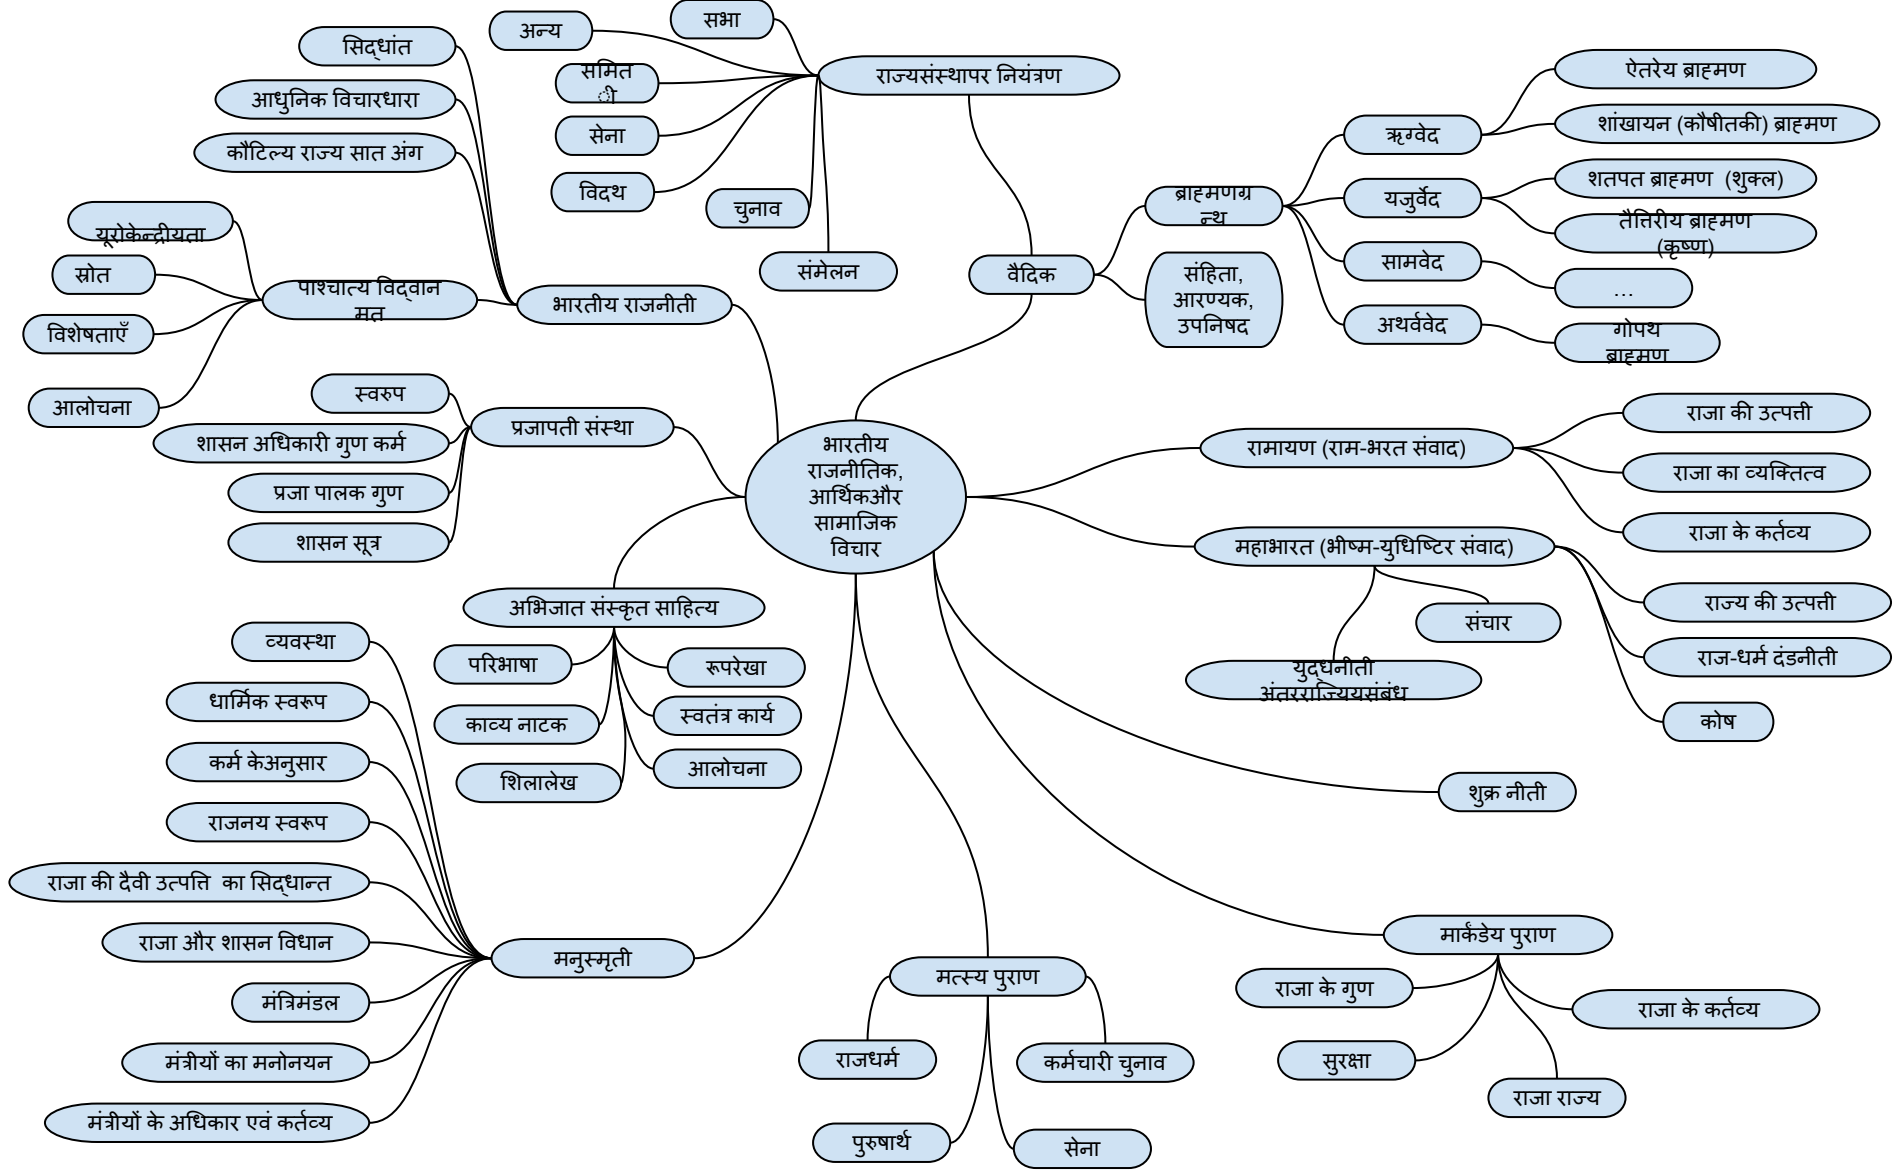 सभा
अन्य
सिद्धांत
समिती
राज्यसंस्थापर नियंत्रण
ऐतरेय ब्राह्मण
आधुनिक विचारधारा
शांखायन (कौषीतकी) ब्राह्मण
सेना
ऋग्वेद
कौटिल्य राज्य सात अंग
विदथ
शतपत ब्राह्मण (शुक्ल)
ब्राह्मणग्र
न्थ
यजुर्वेद
चुनाव
यूरोकेन्द्रीयता
तैत्तिरीय ब्राह्मण
(कृष्ण)
सामवेद
स्रोत
संमेलन
वैदिक
संहिता,
आरण्यक,
उपनिषद
...
पाश्चात्य विद्वान
मत
भारतीय राजनीती
अथर्ववेद
गोपथ
ब्राह्मण
विशेषताएँ
स्वरुप
आलोचना
राजा की उत्पत्ती
प्रजापती संस्था
शासन अधिकारी गुण कर्म
भारतीय
राजनीतिक,
आर्थिकऔर
सामाजिक
विचार
रामायण (राम-भरत संवाद)
राजा का व्यक्तित्व
प्रजा पालक गुण
राजा के कर्तव्य
शासन सूत्र
महाभारत (भीष्म-युधिष्टिर संवाद)
राज्य की उत्पत्ती
अभिजात संस्कृत साहित्य
संचार
व्यवस्था
राज-धर्म दंडनीती
परिभाषा
रूपरेखा
युद्धनीती
अंतरराज्यियसंबंध
धार्मिक स्वरूप
स्वतंत्र कार्य
काव्य नाटक
कोष
कर्म केअनुसार
आलोचना
शिलालेख
शुक्र नीती
राजनय स्वरूप
राजा की दैवी उत्पत्ति का सिद्धान्त
राजा और शासन विधान
मार्कंडेय पुराण
मनुस्मृती
मत्स्य पुराण
राजा के गुण
मंत्रिमंडल
राजा के कर्तव्य
मंत्रीयों का मनोनयन
राजधर्म
कर्मचारी चुनाव
सुरक्षा
राजा राज्य
मंत्रीयों के अधिकार एवं कर्तव्य
पुरुषार्थ
सेना